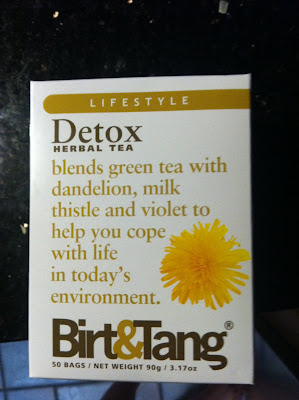 LIFESTYLE
Detox
HERBAL TEA
blends green tea with
dandelion, milk
thistle and violet to
help you cope
with life
in today's
environment.
Birt&Tang®
50 BAGS / NET WEIGHT 90g / 3.17oz